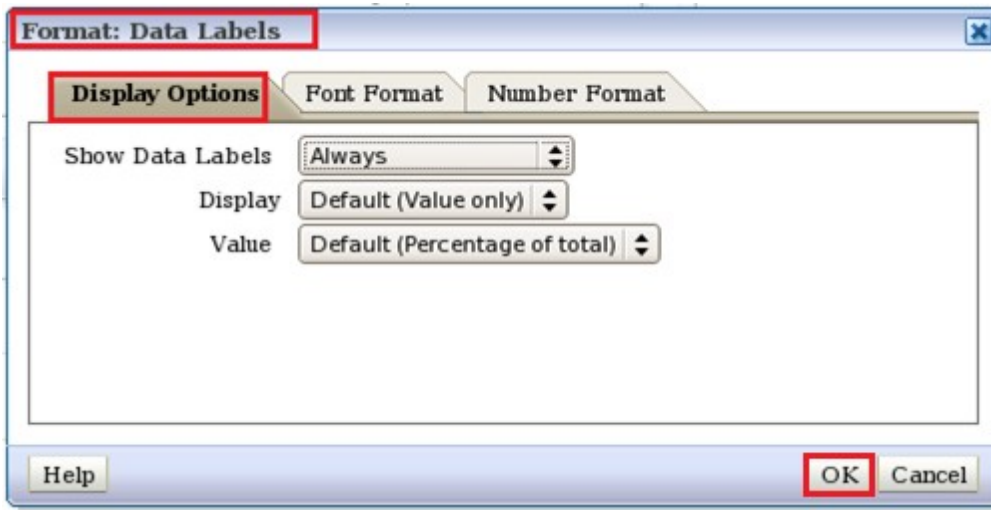 Format: Data Labels
Display Options Font Format Number Format
Show Data Labels Always
Display Default (Value only)
Value Default (Percentage of total)
Help OK Cancel